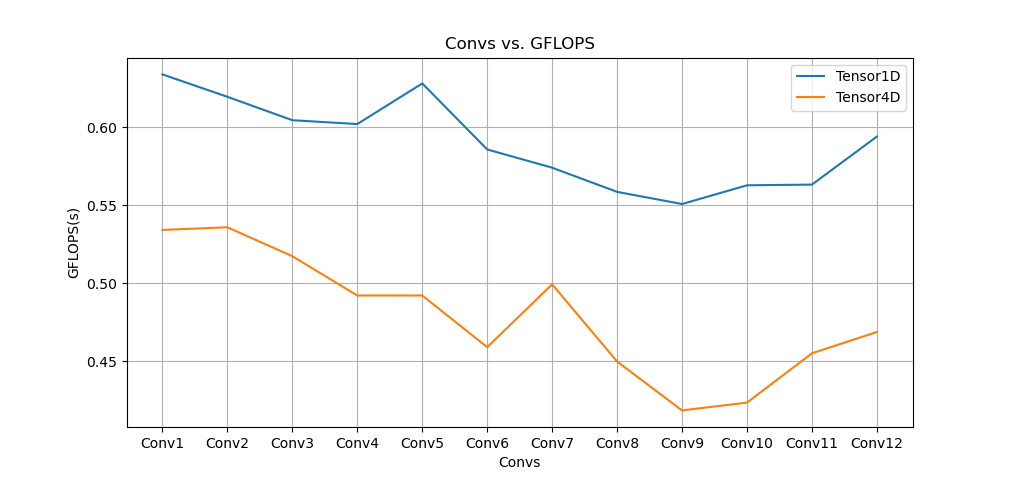 Convs vs. GFLOPS
Tensor1D
Tensor4D
GFLOPS(s)
0.60
0.55
0.50
0.45
Conv1 Conv2 Conv3 Conv4 Conv5 Conv6 Conv7 Conv8 Conv9 Conv10 Conv11 Conv12
Convs